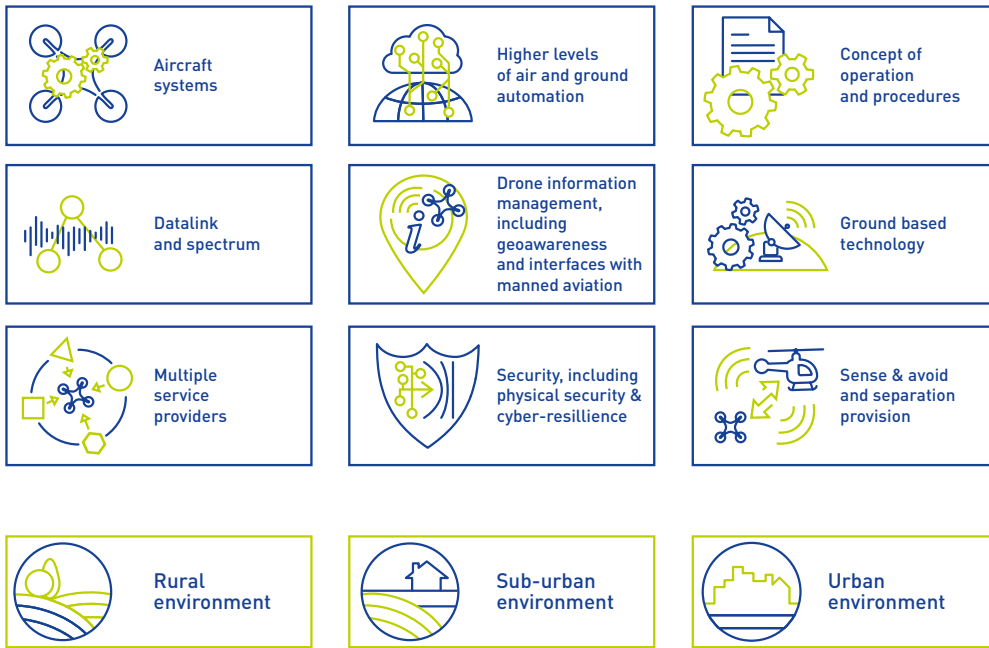 Aircraft
systems
Higher levels
of air and ground
automation
Concept of
operation
and procedures
Datalink
and spectrum
Drone information
management,
including
geoawareness
and interfaces with
manned aviation
Ground based
technology
Multiple
service
providers
Security, including
physical security &
cyber-resillience
Sense & avoid
and separation
provision
Rural
environment
Sub-urban
environment
Urban
environment